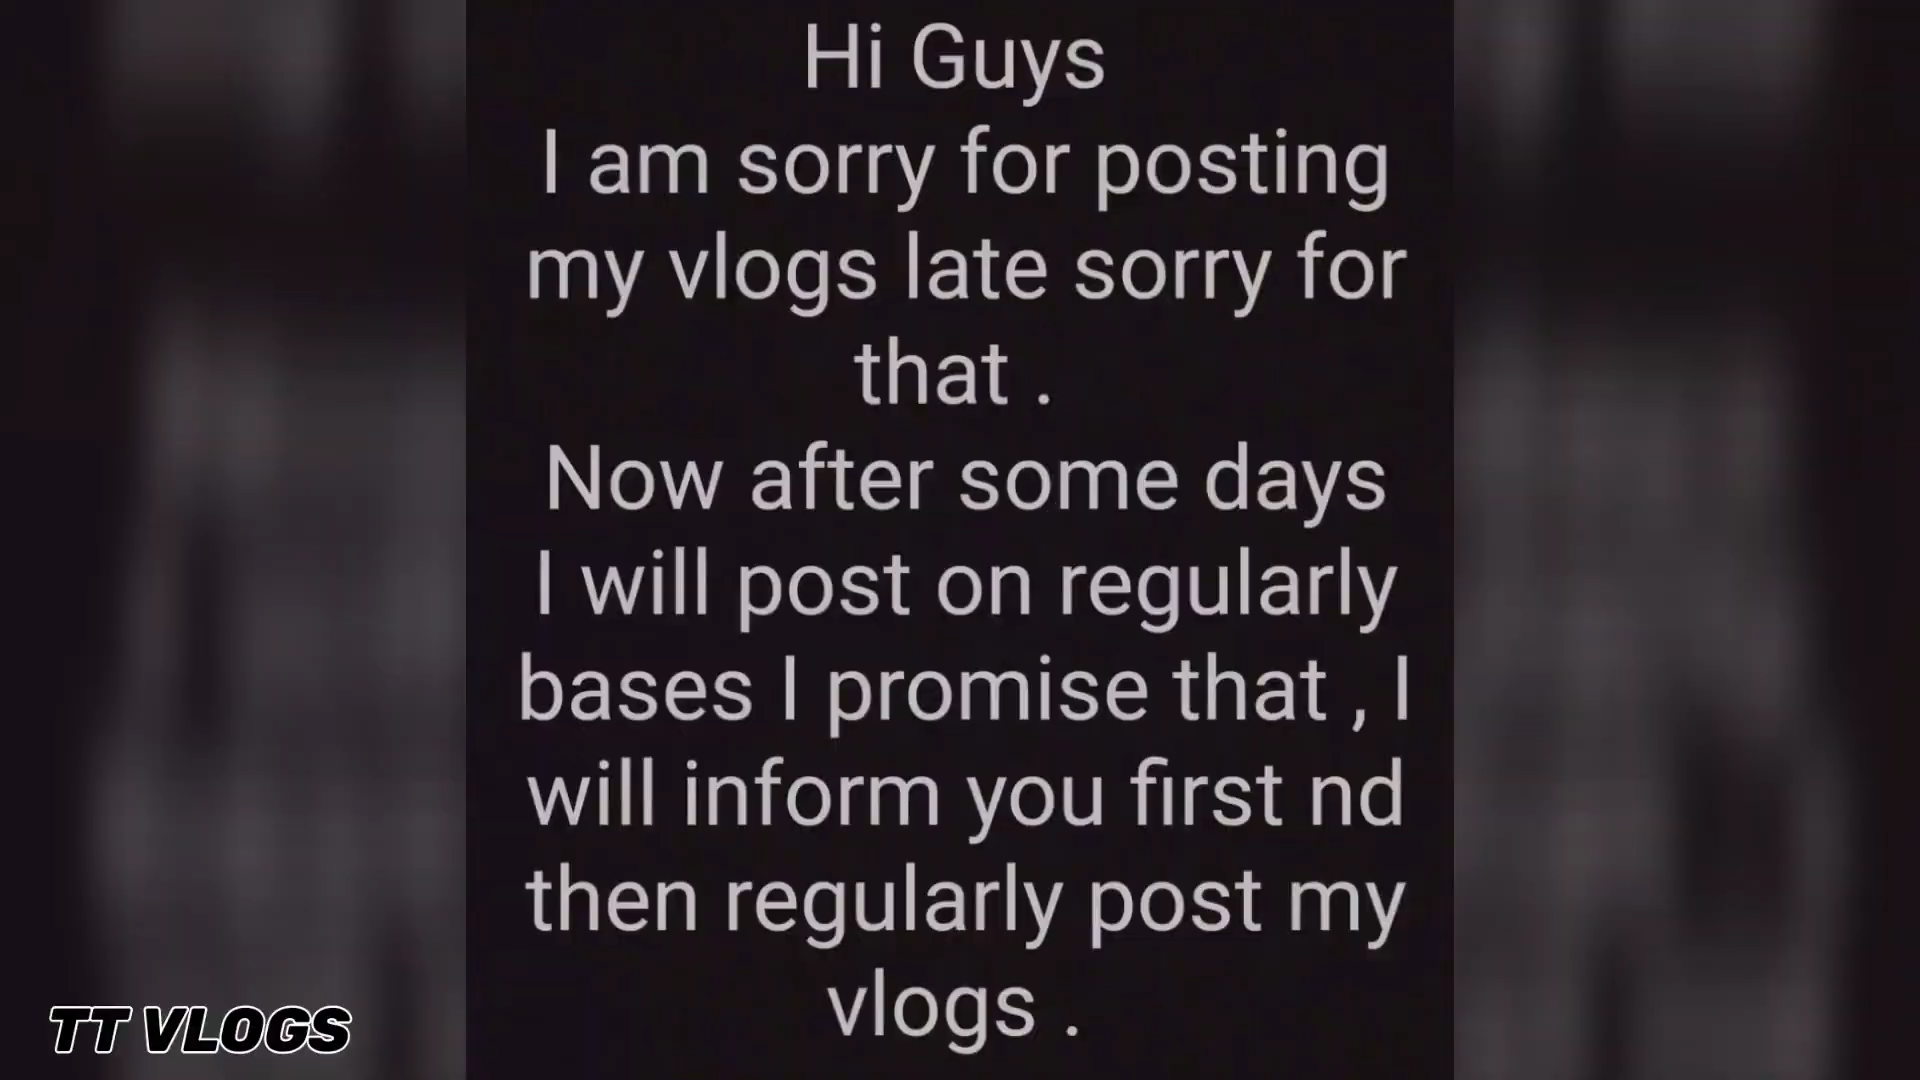 Hi Guys
I am sorry for posting
my vlogs late sorry for
that .
Now after some days
I will post on regularly
bases I promise that , I
will inform you first nd
then regularly post my
vlogs .
TT VLOGS